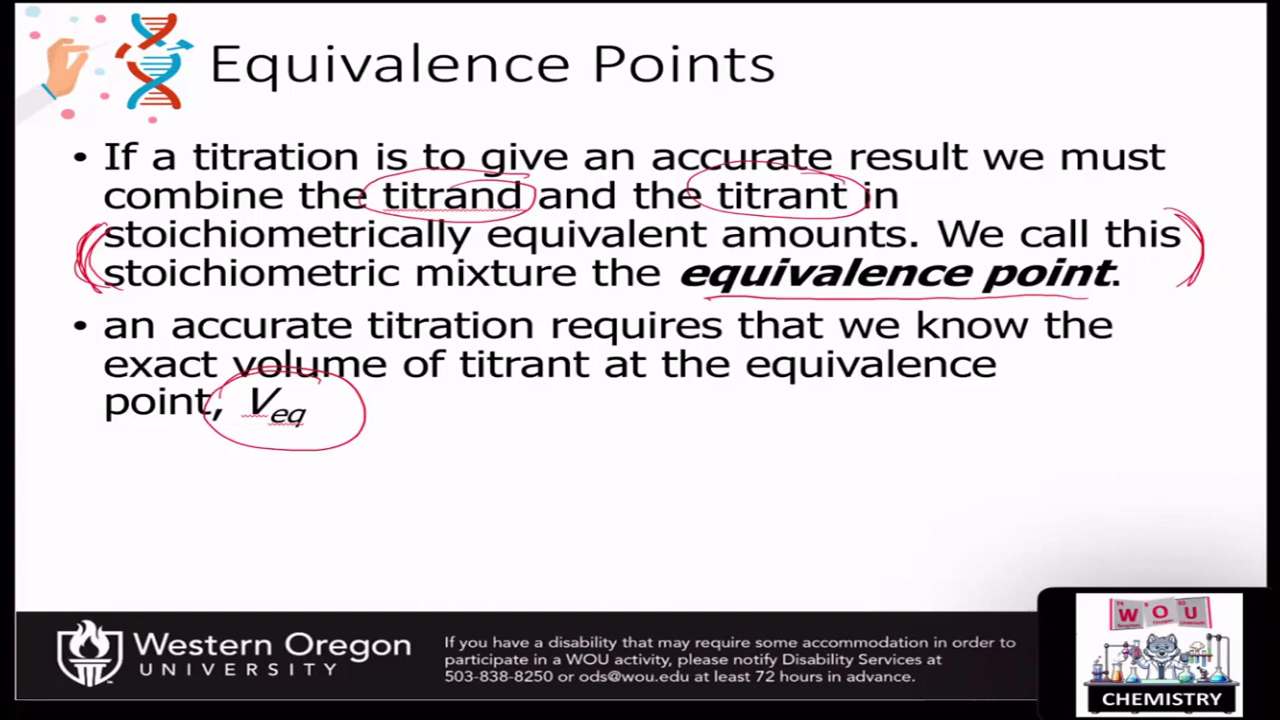 Equivalence Points
• If a titration is to give an accurate result we must
combine the titrand and the titrant in
stoichiometrically equivalent amounts. We call this
stoichiometric mixture the equivalence point.
• an accurate titration requires that we know the
exact volume of titrant at the equivalence
point, Veq
Western Oregon
UNIVERSITY
If you have a disability that may require some accommodation in order to
participate in a WOU activity, please notify Disability Services at
503-838-8250 or ods@wou.edu at least 72 hours in advance.
W O U
CHEMISTRY